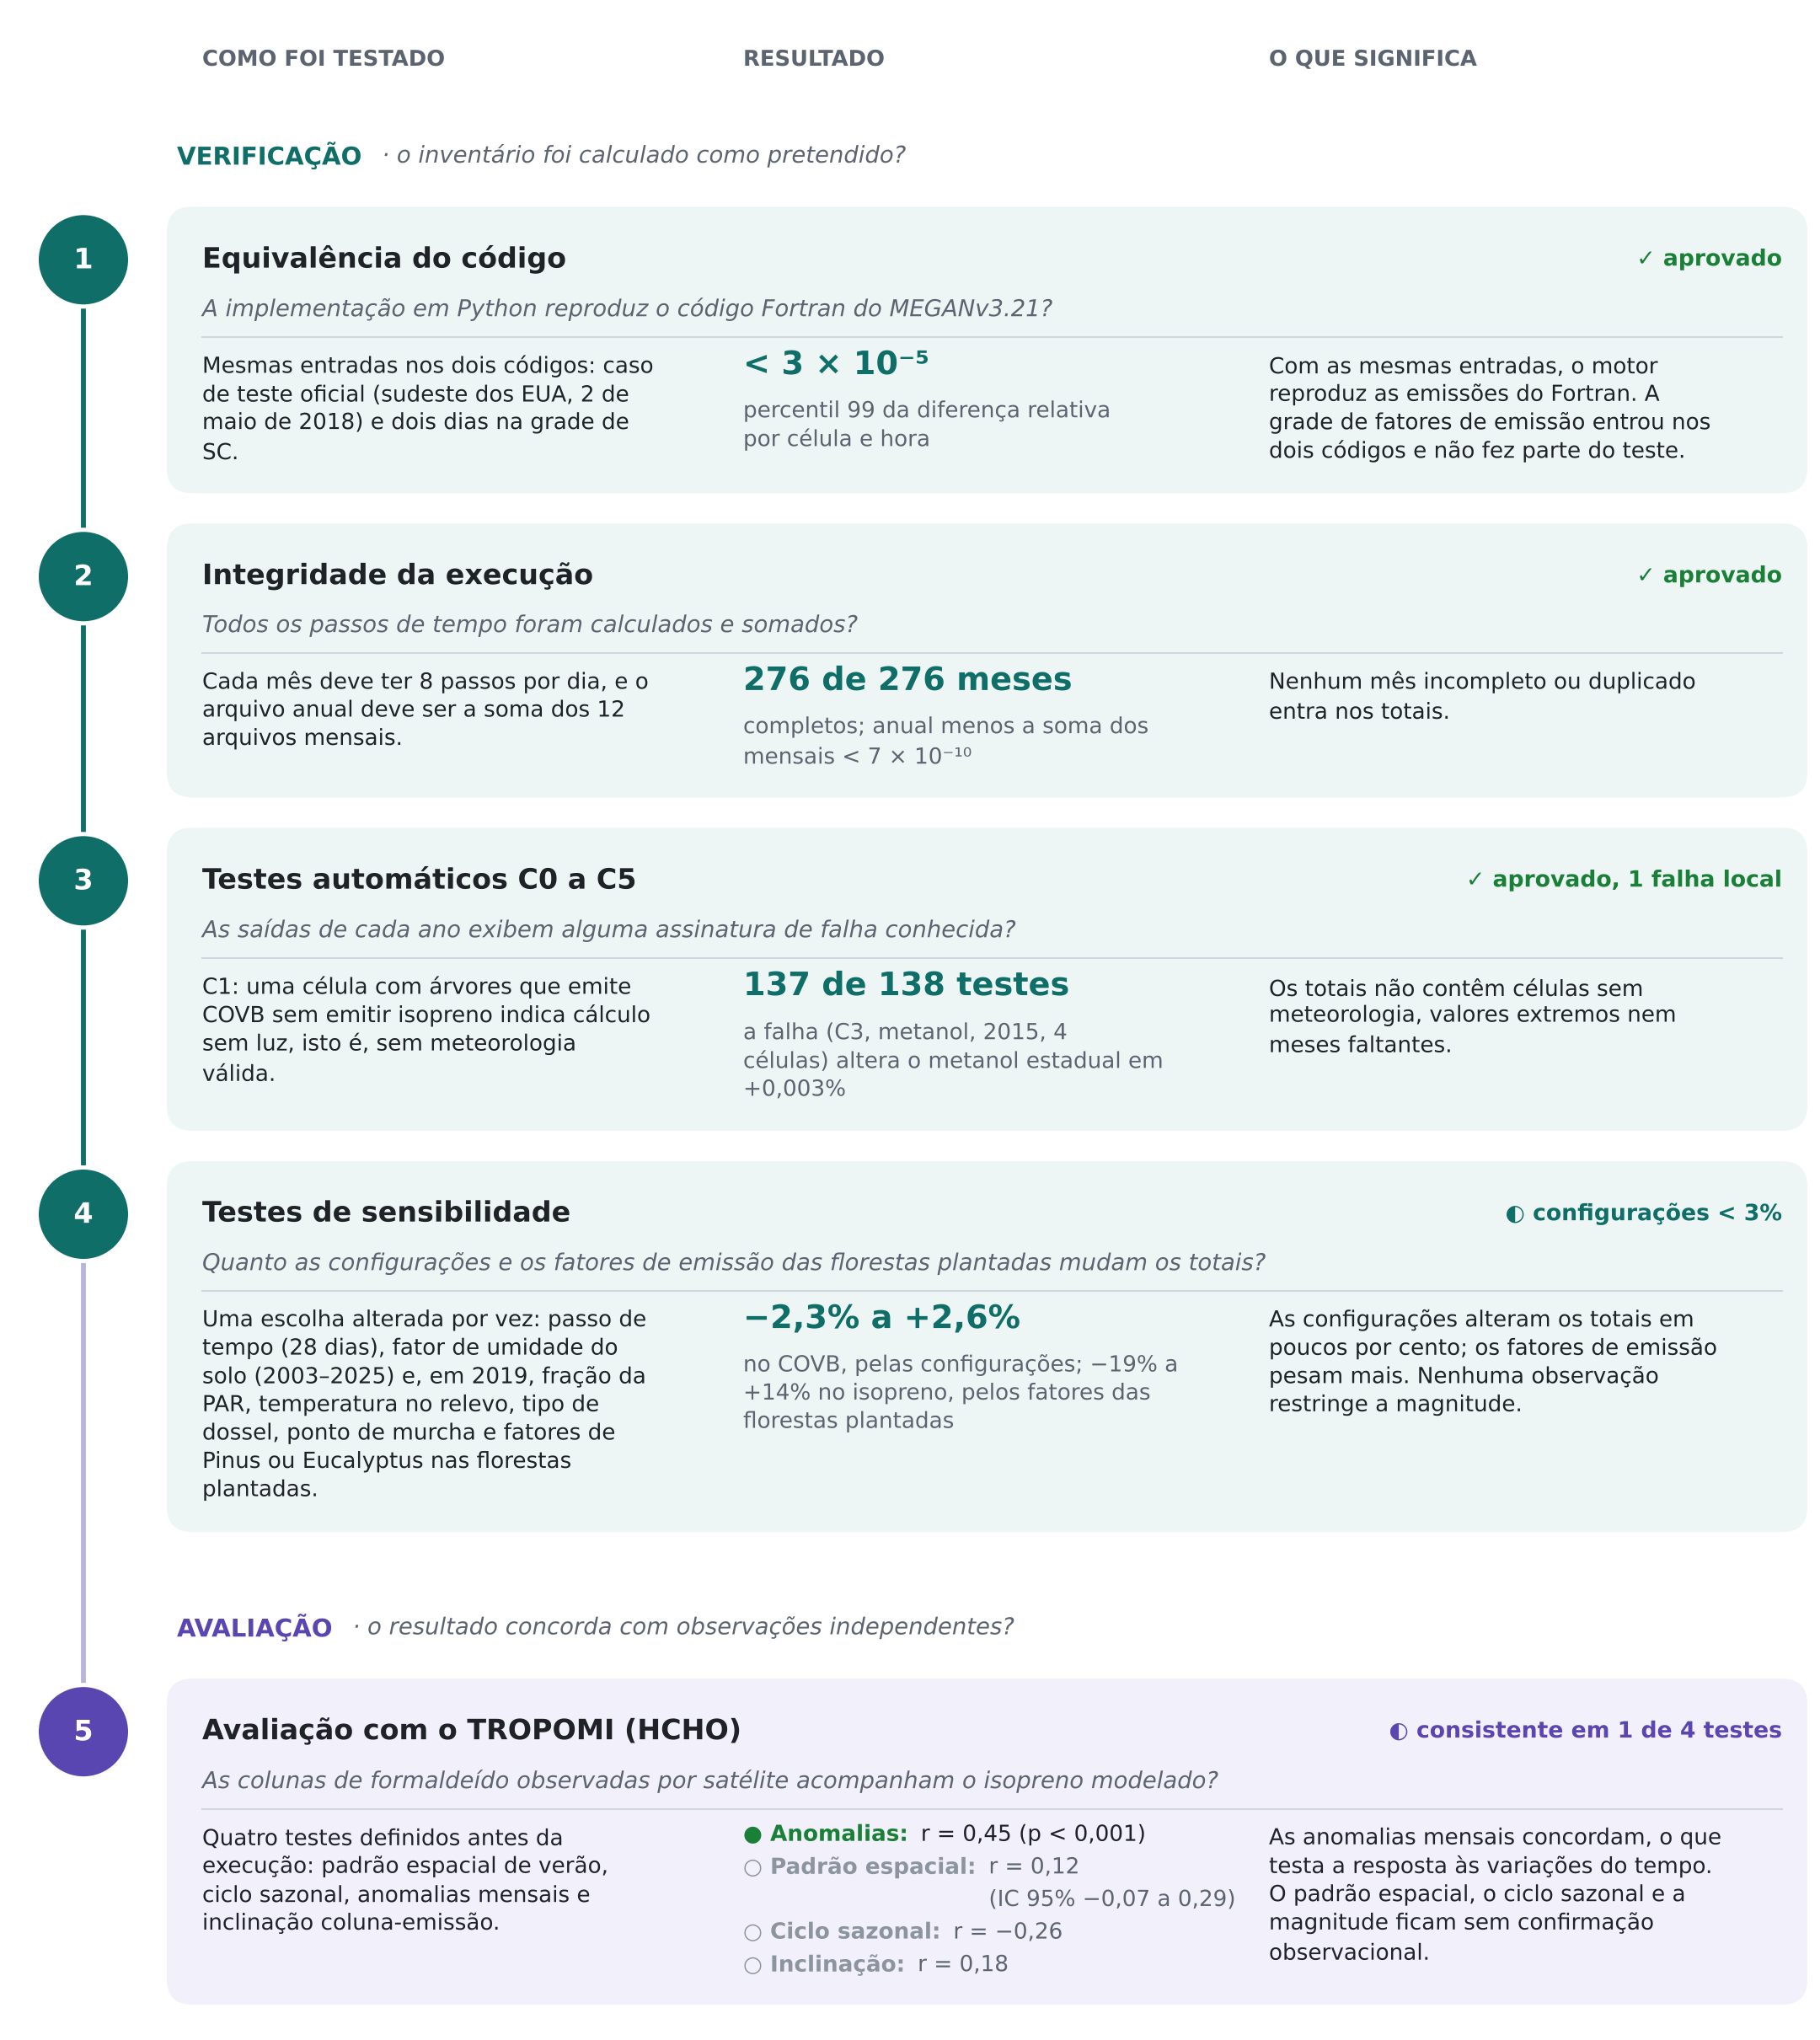 COMO FOI TESTADO
RESULTADO
O QUE SIGNIFICA
VERIFICAÇÃO · o inventário foi calculado como pretendido?
1
Equivalência do código
✓ aprovado
A implementação em Python reproduz o código Fortran do MEGANv3.21?
Mesmas entradas nos dois códigos: caso
de teste oficial (sudeste dos EUA, 2 de
maio de 2018) e dois dias na grade de
SC.
< 3 × 10⁻⁵
percentil 99 da diferença relativa
por célula e hora
Com as mesmas entradas, o motor
reproduz as emissões do Fortran. A
grade de fatores de emissão entrou nos
dois códigos e não fez parte do teste.
2
Integridade da execução
✓ aprovado
Todos os passos de tempo foram calculados e somados?
Cada mês deve ter 8 passos por dia, e o
arquivo anual deve ser a soma dos 12
arquivos mensais.
276 de 276 meses
completos; anual menos a soma dos
mensais < 7 × 10⁻¹⁰
Nenhum mês incompleto ou duplicado
entra nos totais.
3
Testes automáticos C0 a C5
✓ aprovado, 1 falha local
As saídas de cada ano exibem alguma assinatura de falha conhecida?
C1: uma célula com árvores que emite
COVB sem emitir isopreno indica cálculo
sem luz, isto é, sem meteorologia
válida.
137 de 138 testes
a falha (C3, metanol, 2015, 4
células) altera o metanol estadual em
+0,003%
Os totais não contêm células sem
meteorologia, valores extremos nem
meses faltantes.
4
Testes de sensibilidade
◐ configurações < 3%
Quanto as configurações e os fatores de emissão das florestas plantadas mudam os totais?
Uma escolha alterada por vez: passo de
tempo (28 dias), fator de umidade do
solo (2003–2025) e, em 2019, fração da
PAR, temperatura no relevo, tipo de
dossel, ponto de murcha e fatores de
Pinus ou Eucalyptus nas florestas
plantadas.
−2,3% a +2,6%
no COVB, pelas configurações; −19% a
+14% no isopreno, pelos fatores das
florestas plantadas
As configurações alteram os totais em
poucos por cento; os fatores de emissão
pesam mais. Nenhuma observação
restringe a magnitude.
AVALIAÇÃO · o resultado concorda com observações independentes?
5
Avaliação com o TROPOMI (HCHO)
◐ consistente em 1 de 4 testes
As colunas de formaldeído observadas por satélite acompanham o isopreno modelado?
Quatro testes definidos antes da
execução: padrão espacial de verão,
ciclo sazonal, anomalias mensais e
inclinação coluna-emissão.
● Anomalias: r = 0,45 (p < 0,001)
○ Padrão espacial: r = 0,12
(IC 95% −0,07 a 0,29)
○ Ciclo sazonal: r = −0,26
○ Inclinação: r = 0,18
As anomalias mensais concordam, o que
testa a resposta às variações do tempo.
O padrão espacial, o ciclo sazonal e a
magnitude ficam sem confirmação
observacional.